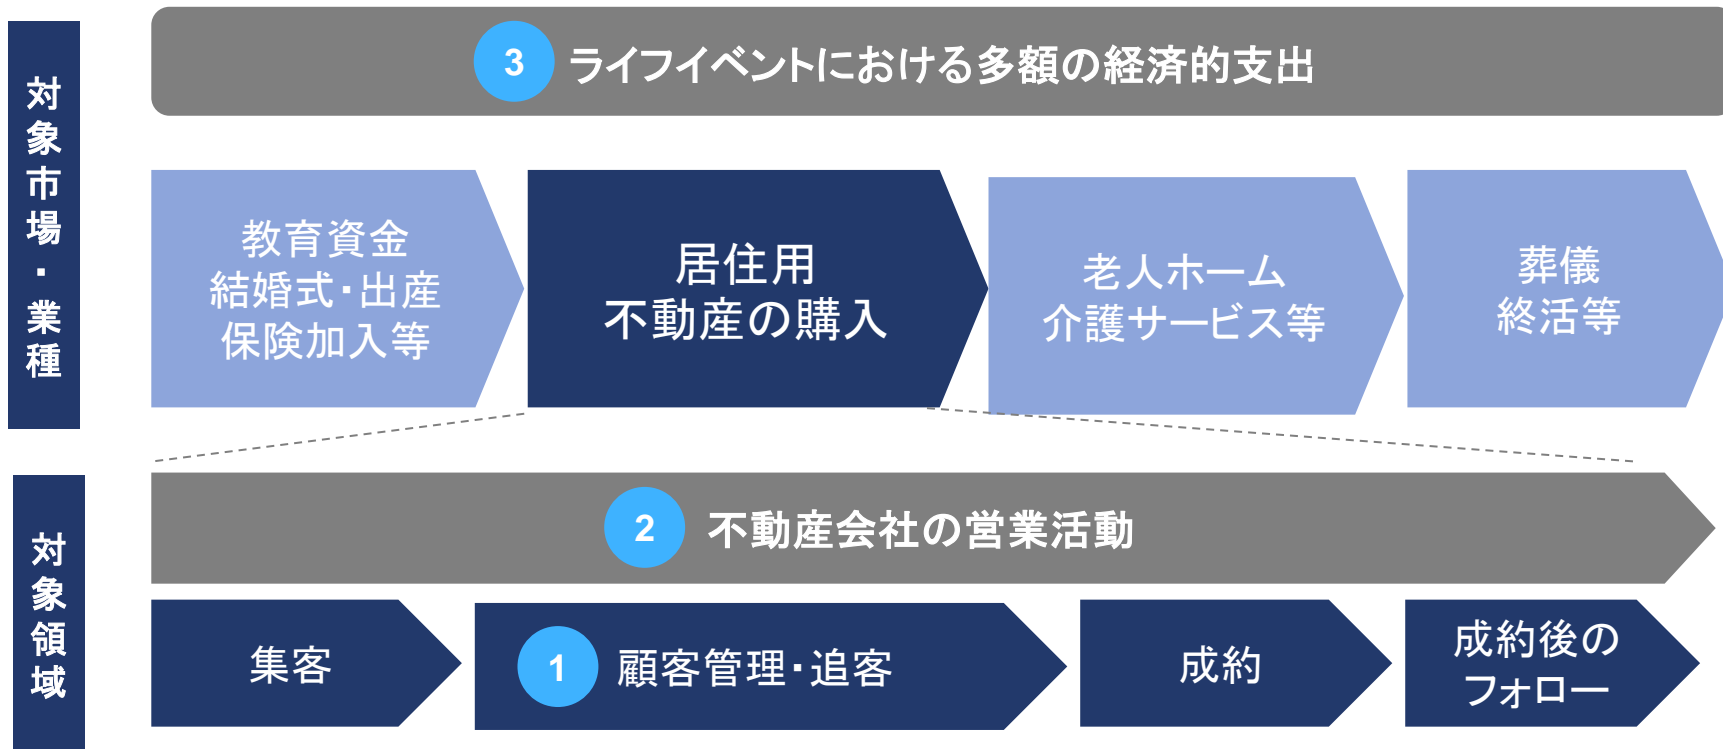 対象市場・業種
3 ライフイベントにおける多額の経済的支出
教育資金
結婚式・出産
保険加入等
居住用
不動産の購入
老人ホーム
介護サービス等
葬儀
終活等
対象領域
2 不動産会社の営業活動
集客
1 顧客管理・追客
成約
成約後の
フォロー